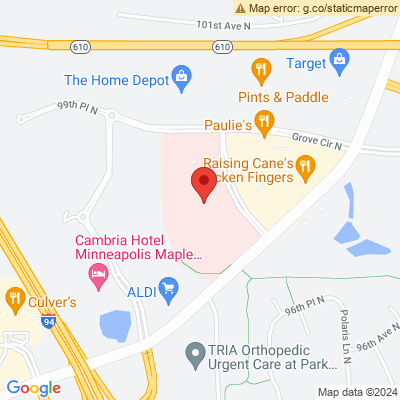 Map error: g.co/staticmaperror
101st Ave N
610
610
The Home Depot
Target
Pints & Paddle
99th Pl N
Paulie's
Grove Cir N
Raising Cane's
cken Fingers
Cambria Hotel
Minneapolis Maple...
ALDI
Culver's
94
96th Pl N
Polaris Ln N
96th Ave N
TRIA Orthopedic
Urgent Care at Park...
Google
Map data ©2024